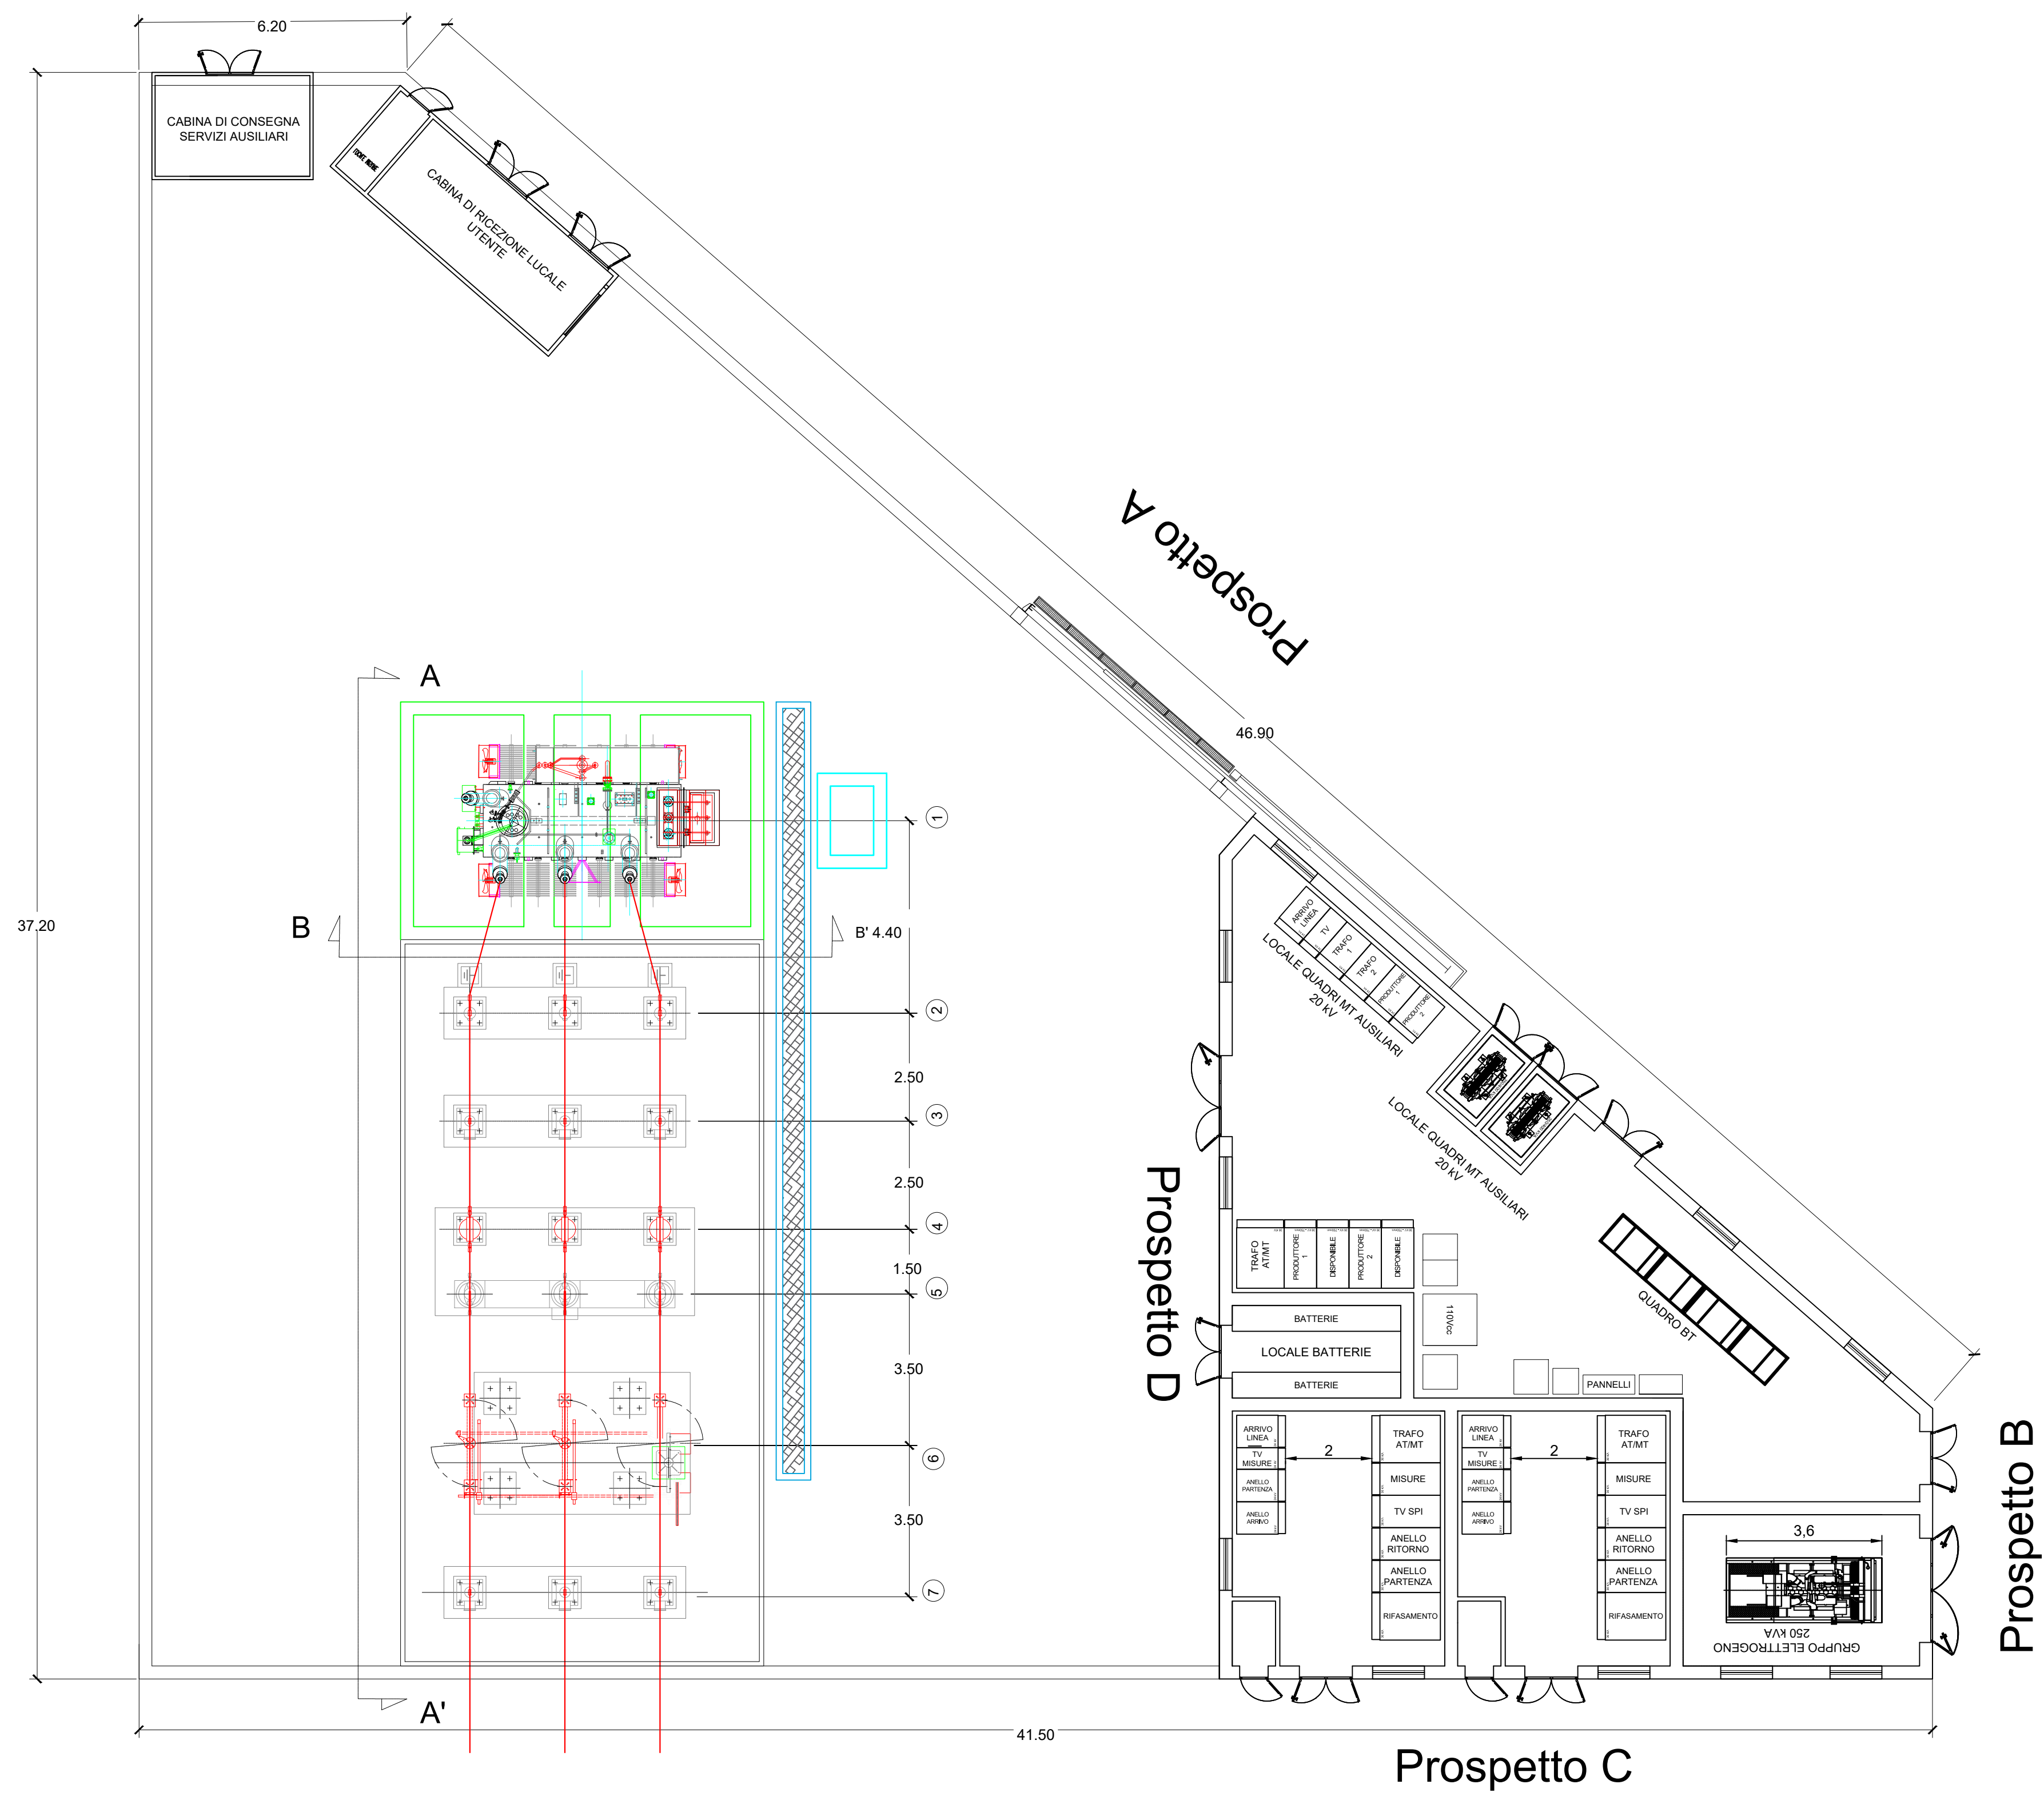 6.20
CABINA DI CONSEGNA
SERVIZI AUSILIARI
CABINA DI RICEZIONE LUCALE
UTENTE
Prospetto A
46.90
37.20
A
B
B'
4.40
1
2
2.50
3
2.50
4
1.50
5
3.50
6
3.50
7
A'
41.50
ARRIVO
LINEA
TV
TRAFO
1
TRAFO
2
PRODUTTORE
1
PRODUTTORE
2
LOCALE QUADRI MT AUSILIARI
20 kV
LOCALE QUADRI MT AUSILIARI
20 kV
Prospetto D
TRAFO
AT/MT
PRODUTTORE
1
DISPONIBILE
PRODUTTORE
2
DISPONIBILE
QUADRO BT
110Vcc
BATTERIE
LOCALE BATTERIE
BATTERIE
PANNELLI
ARRIVO
LINEA
TV
MISURE
ANELLO
PARTENZA
ANELLO
ARRIVO
2
TRAFO
AT/MT
MISURE
TV SPI
ANELLO
RITORNO
ANELLO
PARTENZA
RIFASAMENTO
ARRIVO
LINEA
TV
MISURE
ANELLO
PARTENZA
ANELLO
ARRIVO
2
TRAFO
AT/MT
MISURE
TV SPI
ANELLO
RITORNO
ANELLO
PARTENZA
RIFASAMENTO
3,6
GRUPPO ELETTROGENO
250 kVA
Prospetto B
Prospetto C